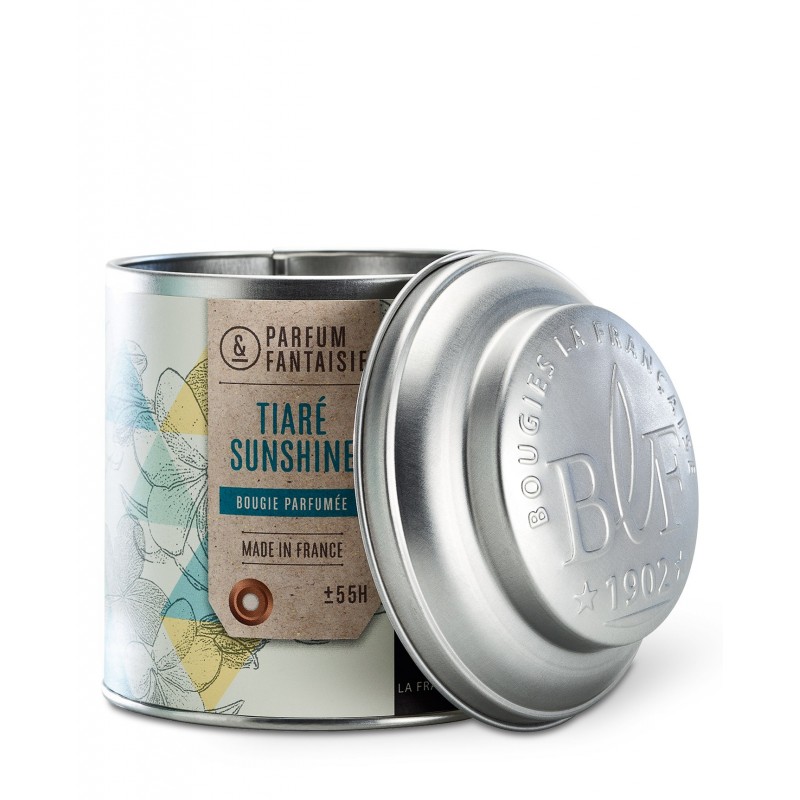 &
PARFUM
FANTAISIE
TIARÉ
SUNSHINE
BOUGIE PARFUMÉE
MADE IN FRANCE
±55H
LA FRA
BOUGIES LA FRANÇAISE
BlF
1902